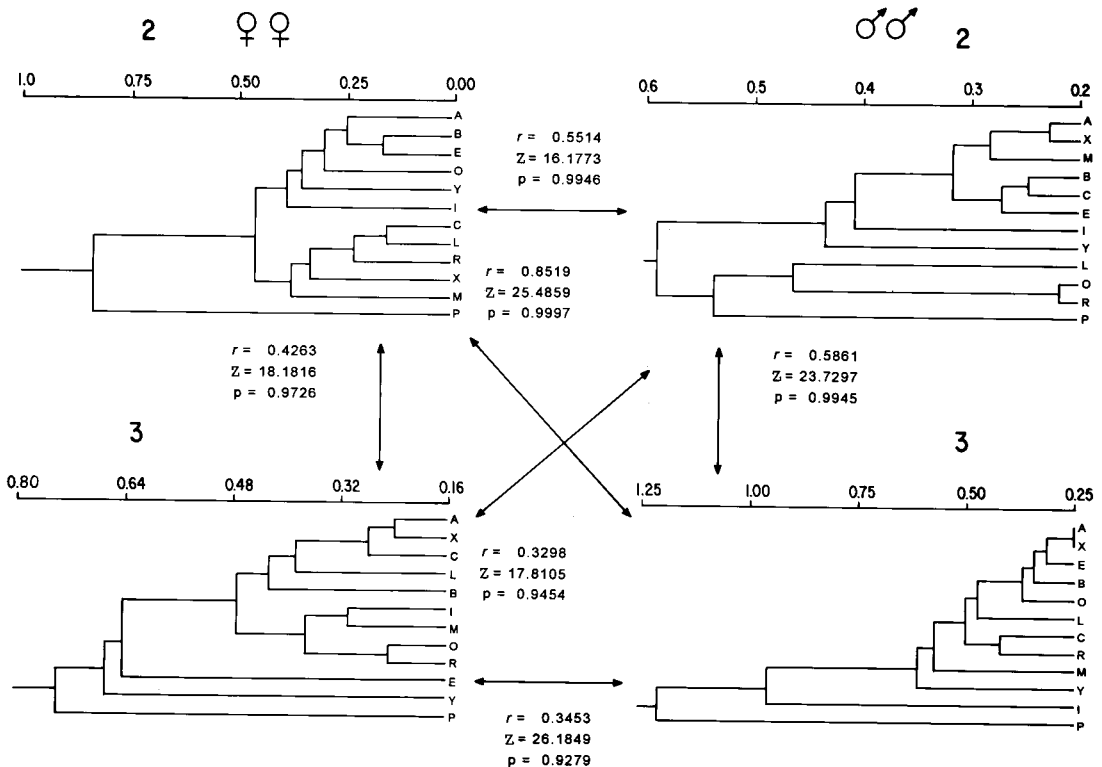 2 ♀♀
♂♂ 2
1.0 0.75 0.50 0.25 0.00
0.6 0.5 0.4 0.3 0.2
A
B
E
O
Y
I
C
L
R
X
M
P
r = 0.5514
Z = 16.1773
p = 0.9946
A
X
M
B
C
E
I
Y
L
O
R
P
r = 0.8519
Z = 25.4859
p = 0.9997
r = 0.4263
Z = 18.1816
p = 0.9726
r = 0.5861
Z = 23.7297
p = 0.9945
3
3
0.80 0.64 0.48 0.32 0.16
1.25 1.00 0.75 0.50 0.25
A
X
C
L
B
I
M
O
R
E
Y
P
r = 0.3298
Z = 17.8105
p = 0.9454
A
X
E
B
O
L
C
R
M
Y
I
P
r = 0.3453
Z = 26.1849
p = 0.9279